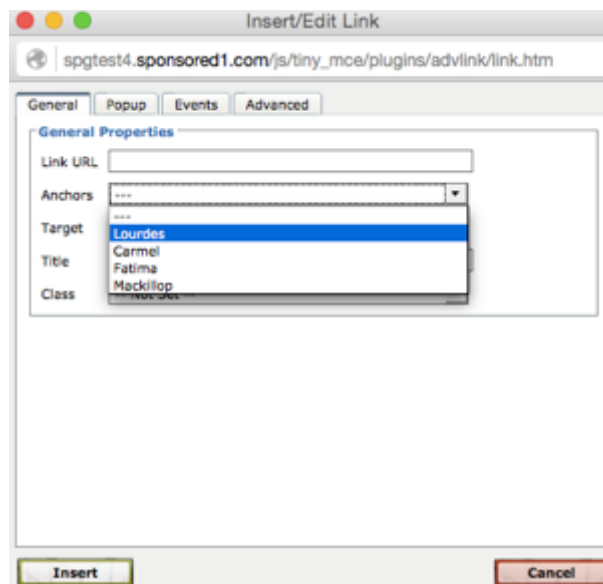 Insert/Edit Link
spgtest4.sponsored1.com/js/tiny_mce/plugins/advlink/link.htm
General Popup Events Advanced
General Properties
Link URL
Anchors ---
---
Target
Lourdes
Carmel
Title
Fatima
Mackillop
Class -- Not Set --
Insert Cancel